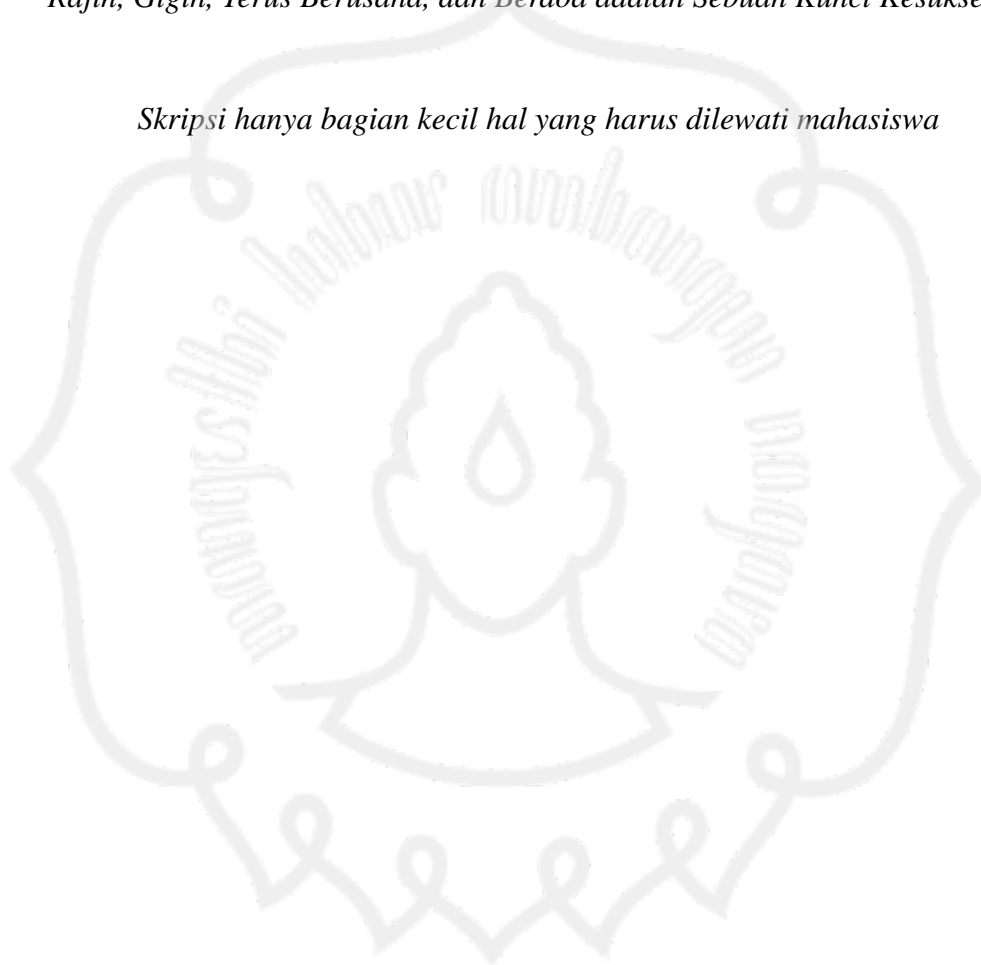 Rajin, Gigih, Terus Berusaha, dan Berdoa adalah Sebuah Kunci Kesukse
Skripsi hanya bagian kecil hal yang harus dilewati mahasiswa